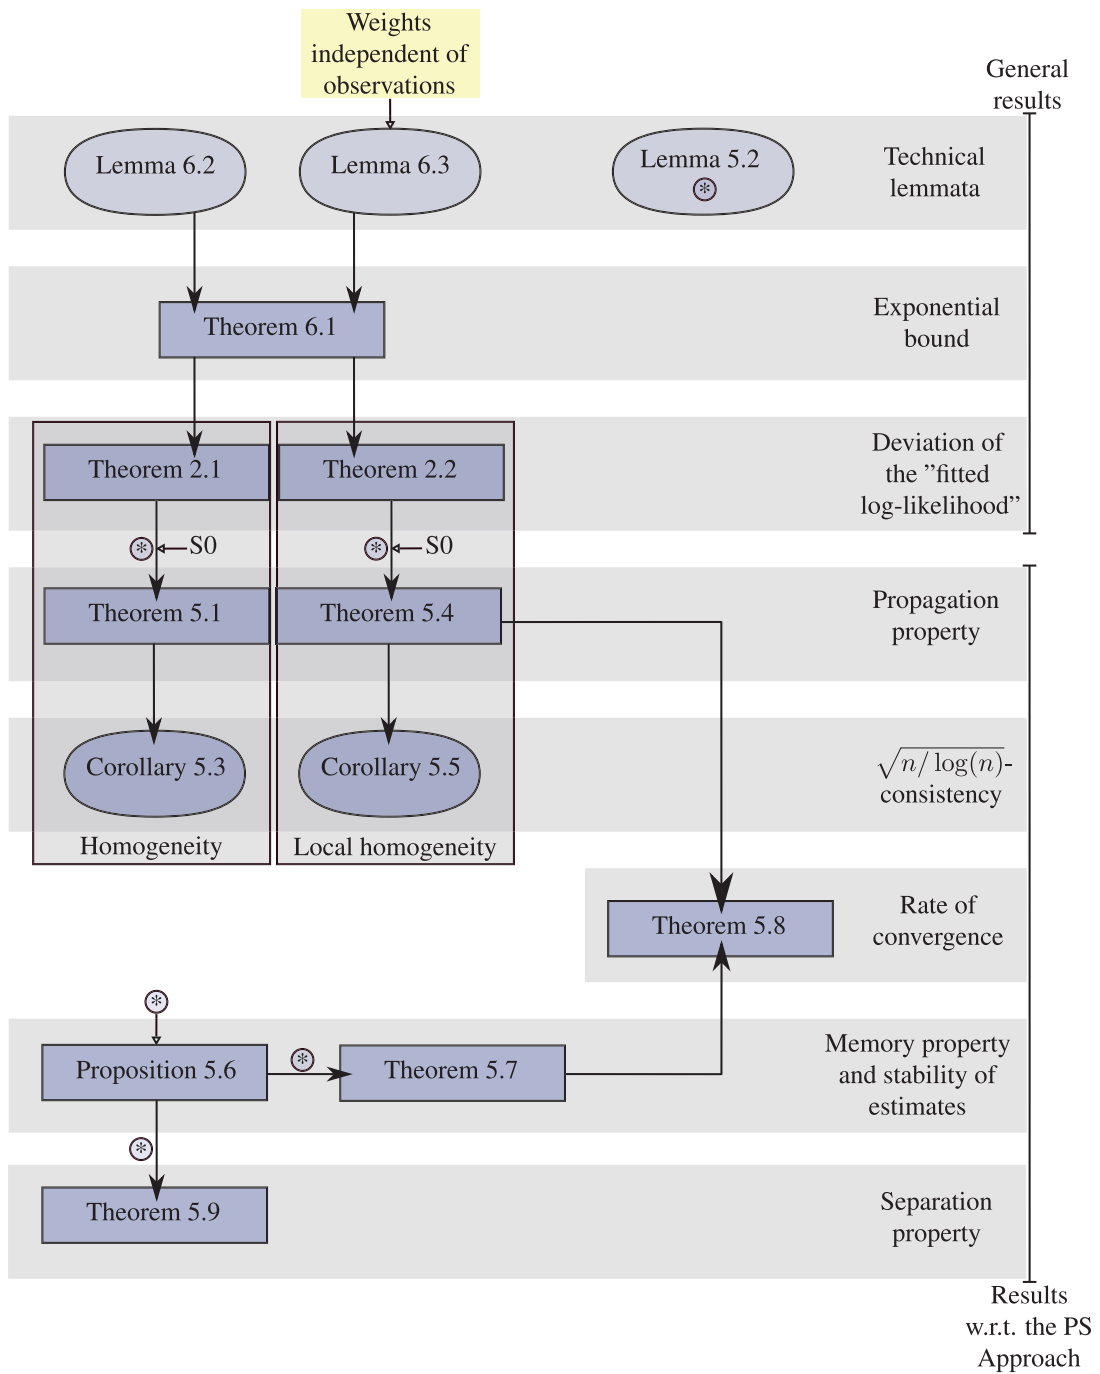 Weights
independent of
observations
General
results
Lemma 6.2
Lemma 6.3
Lemma 5.2
*
Technical
lemmata
Theorem 6.1
Exponential
bound
Theorem 2.1
Theorem 2.2
Deviation of
the ”fitted
log-likelihood”
* S0
* S0
Theorem 5.1
Theorem 5.4
Propagation
property
Corollary 5.3
Corollary 5.5
√n/ log(n)-
consistency
Homogeneity
Local homogeneity
Theorem 5.8
Rate of
convergence
*
Proposition 5.6
*
Theorem 5.7
Memory property
and stability of
estimates
*
Theorem 5.9
Separation
property
Results
w.r.t. the PS
Approach